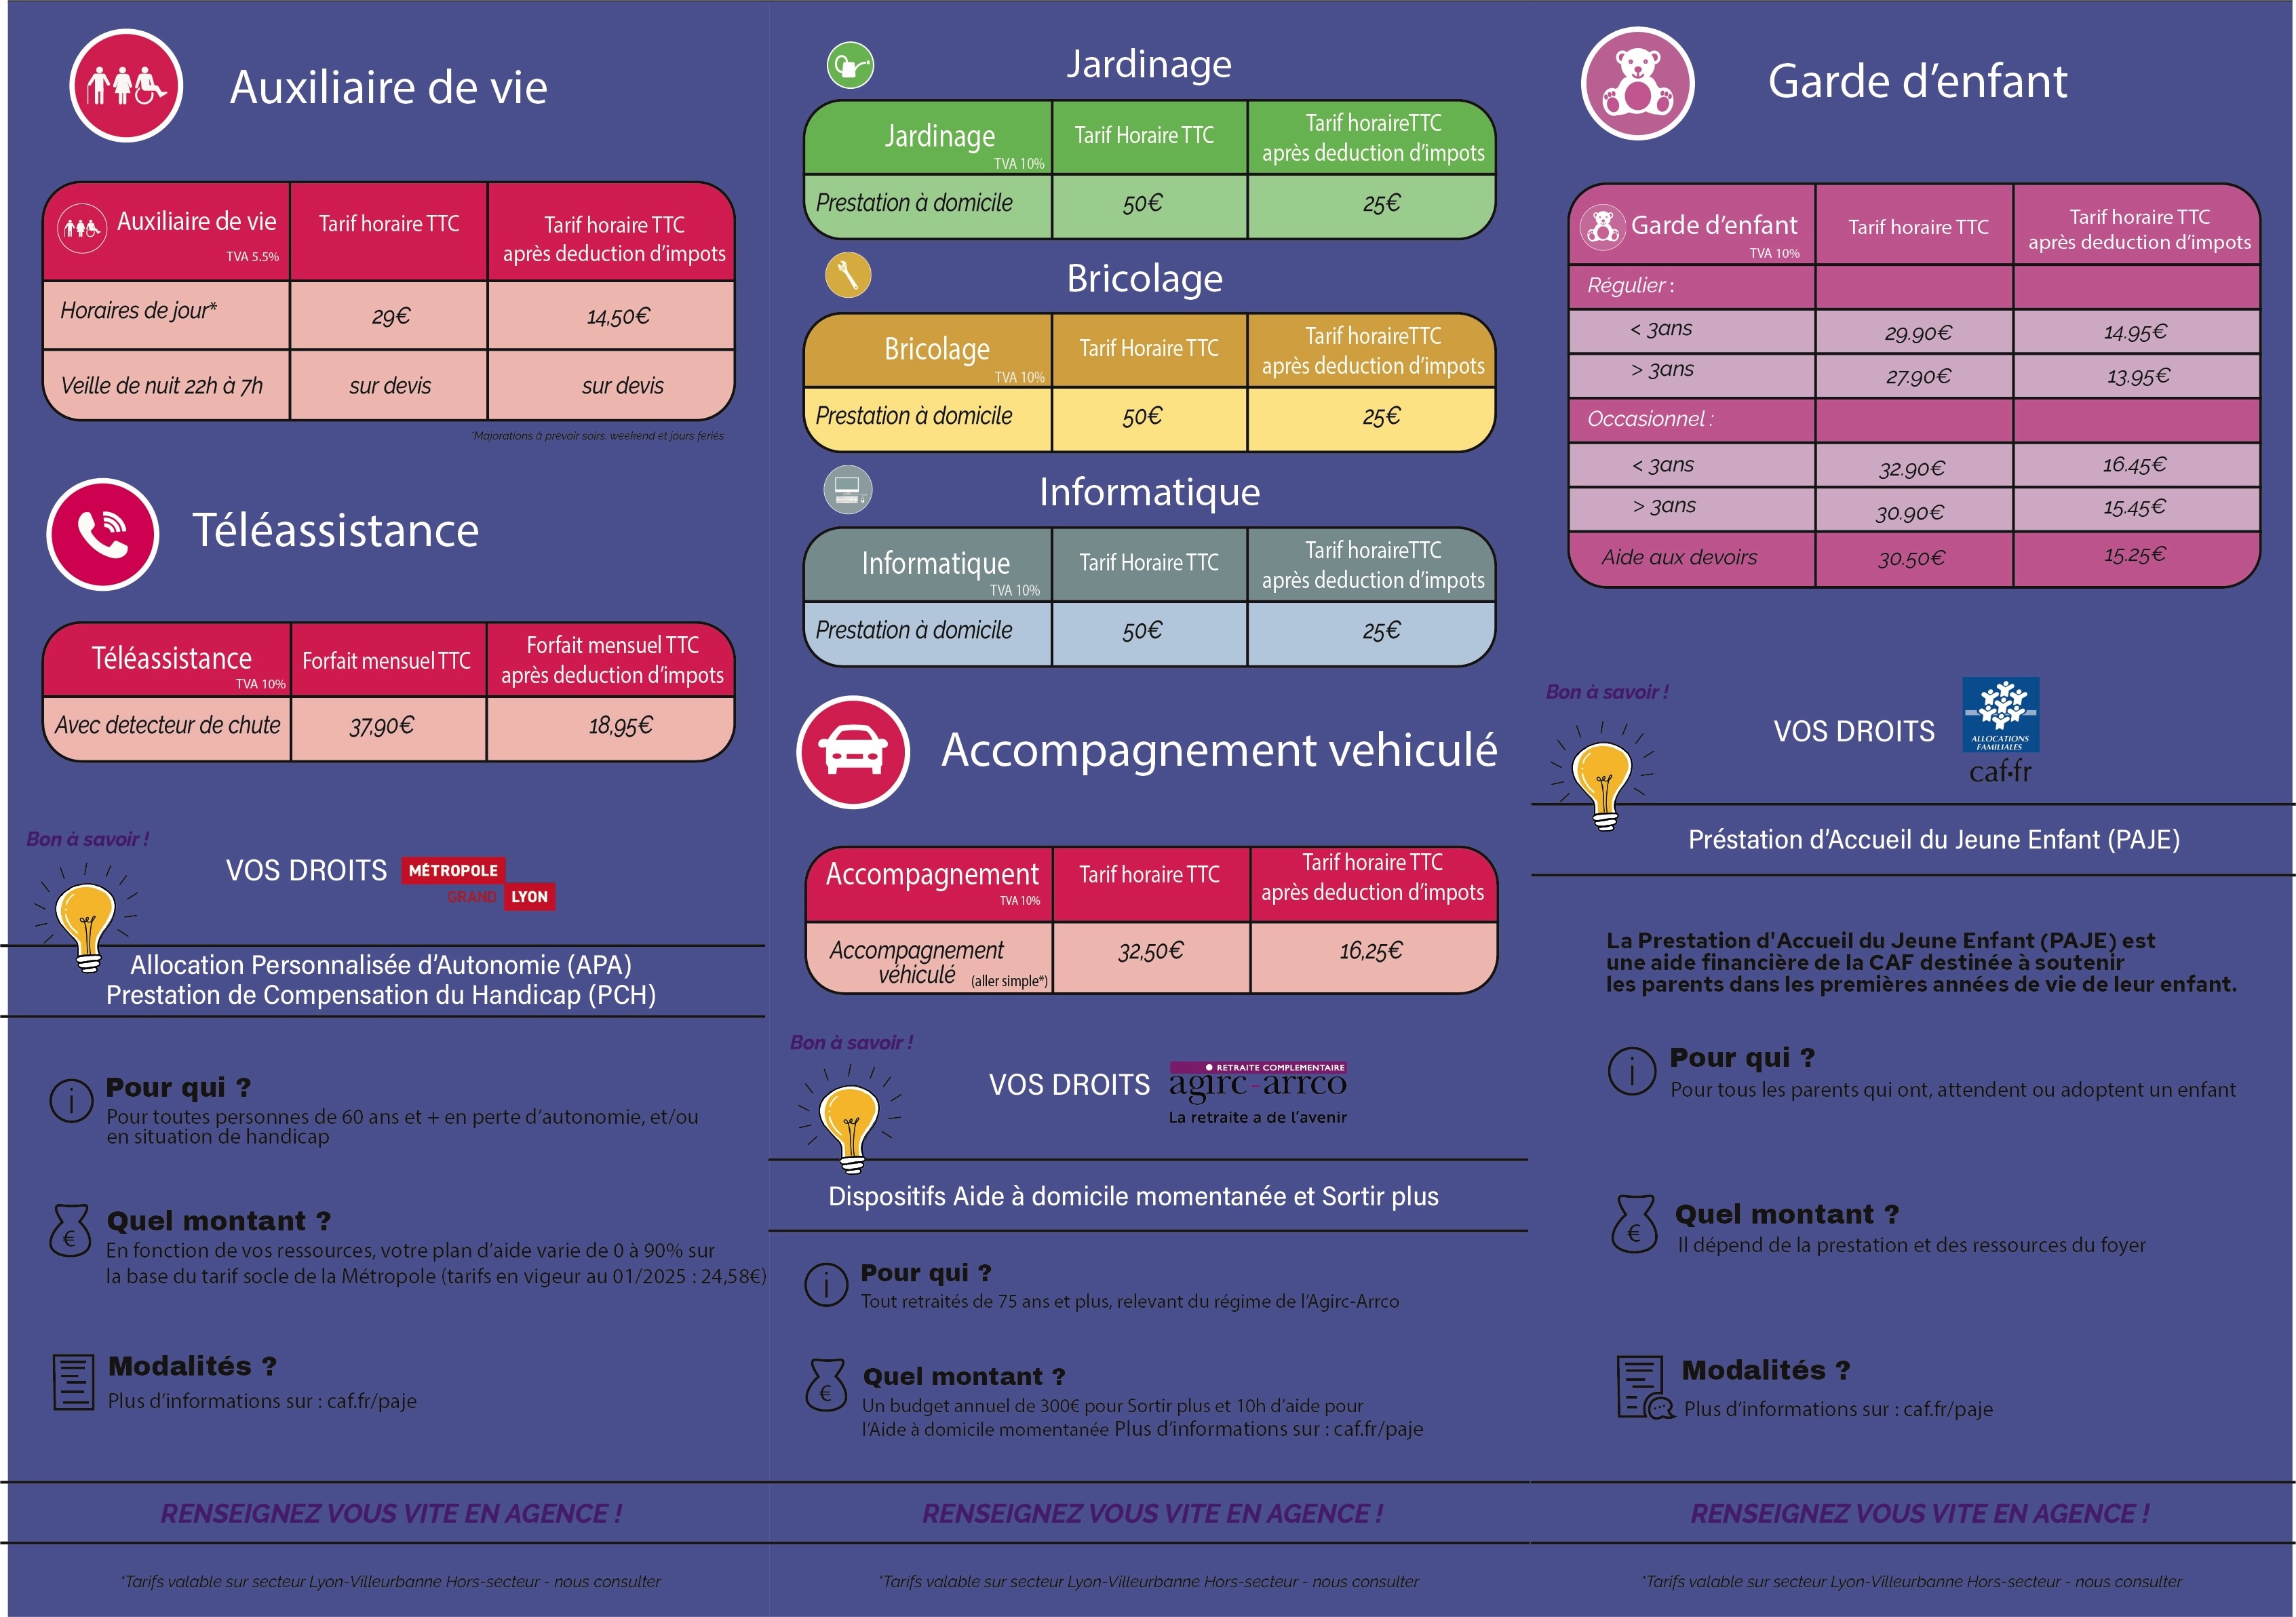 Auxiliaire de vie
Auxiliaire de vie
TVA 5.5%
Tarif horaire TTC
Tarif horaire TTC
après deduction d'impots
Horaires de jour*
29€
14,50€
Veille de nuit 22h à 7h
sur devis
sur devis
*Majorations à prevoir soirs, weekend et jours feriés
Téléassistance
Téléassistance
TVA 10%
Forfait mensuel TTC
Forfait mensuel TTC
après deduction d'impots
Avec detecteur de chute
37,90€
18,95€
Bon à savoir !
VOS DROITS
MÉTROPOLE
GRAND LYON
Allocation Personnalisée d'Autonomie (APA)
Prestation de Compensation du Handicap (PCH)
Pour qui ?
Pour toutes personnes de 60 ans et + en perte d'autonomie, et/ou
en situation de handicap
€
Quel montant ?
En fonction de vos ressources, votre plan d'aide varie de 0 à 90% sur
la base du tarif socle de la Métropole (tarifs en vigeur au 01/2025 : 24,58€)
Modalités ?
Plus d'informations sur : caf.fr/paje
RENSEIGNEZ VOUS VITE EN AGENCE !
*Tarifs valable sur secteur Lyon-Villeurbanne Hors-secteur - nous consulter
Jardinage
Jardinage
TVA 10%
Tarif Horaire TTC
Tarif horaireTTC
après deduction d'impots
Prestation à domicile
50€
25€
Bricolage
Bricolage
TVA 10%
Tarif Horaire TTC
Tarif horaireTTC
après deduction d'impots
Prestation à domicile
50€
25€
Informatique
Informatique
TVA 10%
Tarif Horaire TTC
Tarif horaireTTC
après deduction d'impots
Prestation à domicile
50€
25€
Accompagnement vehiculé
Accompagnement
TVA 10%
Tarif horaire TTC
Tarif horaire TTC
après deduction d'impots
Accompagnement
véhiculé (aller simple*)
32,50€
16,25€
Bon à savoir !
VOS DROITS
RETRAITE COMPLEMENTAIRE
agirc-arrco
La retraite a de l'avenir
Dispositifs Aide à domicile momentanée et Sortir plus
Pour qui ?
Tout retraités de 75 ans et plus, relevant du régime de l'Agirc-Arrco
€
Quel montant ?
Un budget annuel de 300€ pour Sortir plus et 10h d'aide pour
l'Aide à domicile momentanée Plus d'informations sur : caf.fr/paje
RENSEIGNEZ VOUS VITE EN AGENCE !
*Tarifs valable sur secteur Lyon-Villeurbanne Hors-secteur - nous consulter
Garde d'enfant
Garde d'enfant
TVA 10%
Tarif horaire TTC
Tarif horaire TTC
après deduction d'impots
Régulier :
< 3ans
29.90€
14.95€
> 3ans
27.90€
13.95€
Occasionnel :
< 3ans
32.90€
16.45€
> 3ans
30.90€
15.45€
Aide aux devoirs
30.50€
15.25€
Bon à savoir !
VOS DROITS
ALLOCATIONS
FAMILIALES
caf.fr
Préstation d'Accueil du Jeune Enfant (PAJE)
La Prestation d'Accueil du Jeune Enfant (PAJE) est
une aide financière de la CAF destinée à soutenir
les parents dans les premières années de vie de leur enfant.
Pour qui ?
Pour tous les parents qui ont, attendent ou adoptent un enfant
€
Quel montant ?
Il dépend de la prestation et des ressources du foyer
Modalités ?
Plus d'informations sur : caf.fr/paje
RENSEIGNEZ VOUS VITE EN AGENCE !
*Tarifs valable sur secteur Lyon-Villeurbanne Hors-secteur - nous consulter